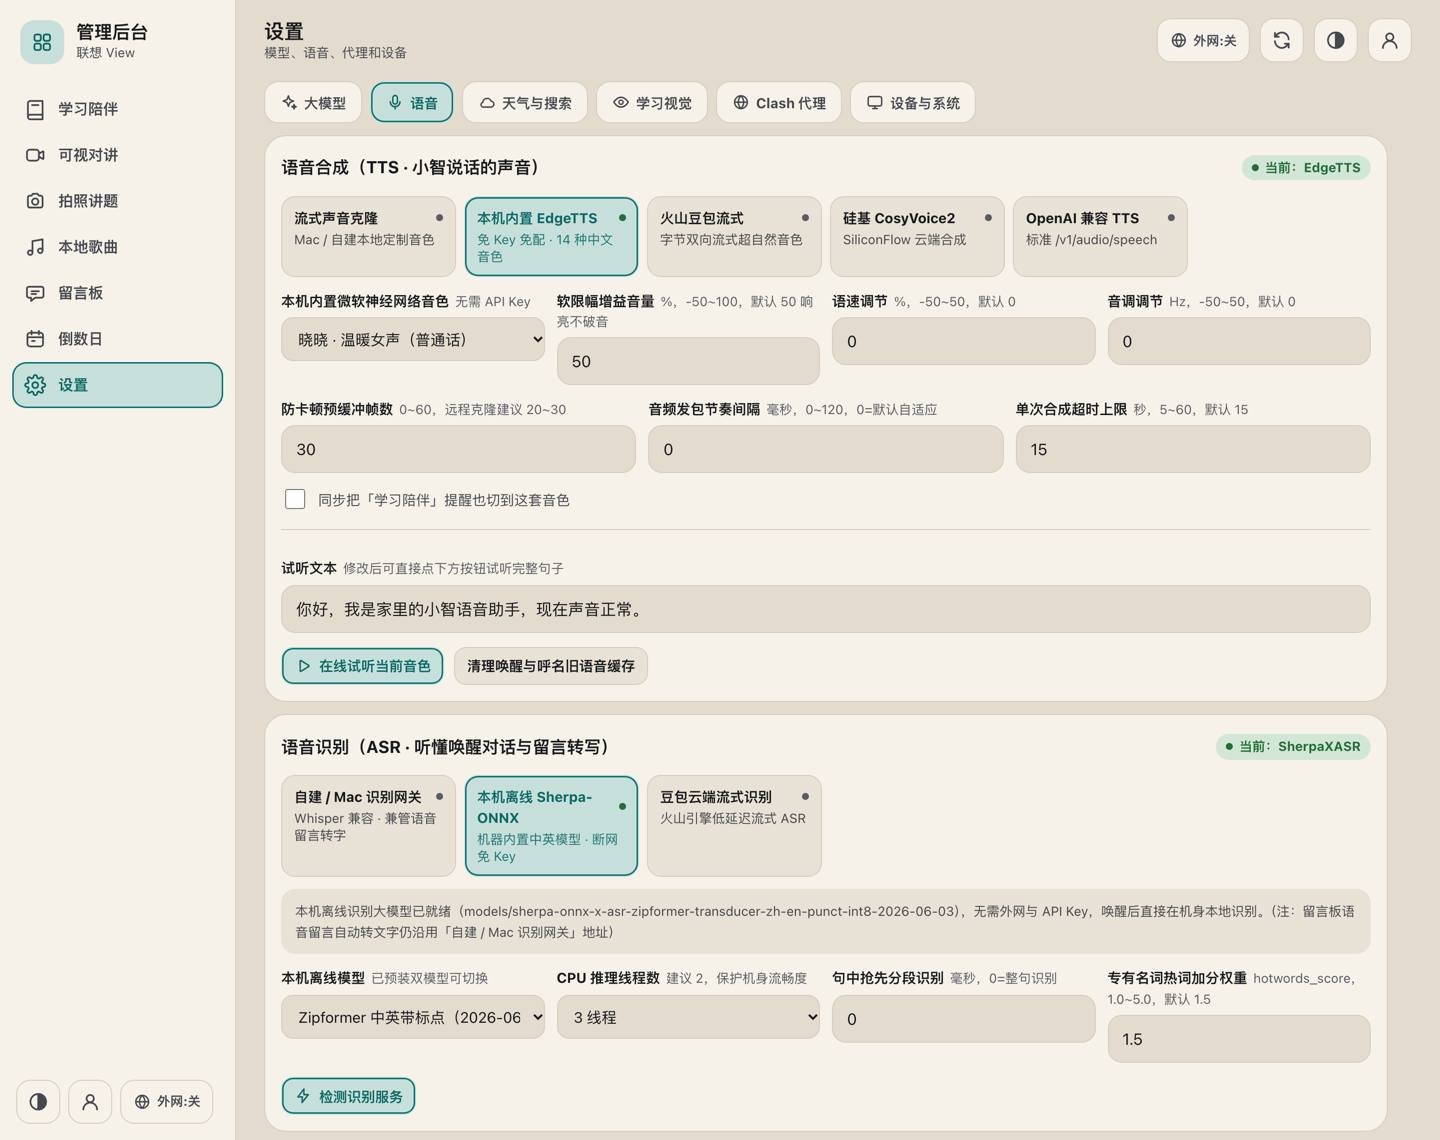 管理后台
联想 View
学习陪伴
可视对讲
拍照讲题
本地歌曲
留言板
倒数日
设置
外网:关
设置
模型、语音、代理和设备
外网:关
大模型
语音
天气与搜索
学习视觉
Clash 代理
设备与系统
语音合成（TTS · 小智说话的声音）
当前：EdgeTTS
流式声音克隆
Mac / 自建本地定制音色
本机内置 EdgeTTS
免 Key 免配 · 14 种中文
音色
火山豆包流式
字节双向流式超自然音色
硅基 CosyVoice2
SiliconFlow 云端合成
OpenAI 兼容 TTS
标准 /v1/audio/speech
本机内置微软神经网络音色 无需 API Key
晓晓 · 温暖女声（普通话）
软限幅增益音量 %，-50~100，默认 50 响
亮不破音
50
语速调节 %，-50~50，默认 0
0
音调调节 Hz，-50~50，默认 0
0
防卡顿预缓冲帧数 0~60，远程克隆建议 20~30
30
音频发包节奏间隔 毫秒，0~120，0=默认自适应
0
单次合成超时上限 秒，5~60，默认 15
15
同步把「学习陪伴」提醒也切到这套音色
试听文本 修改后可直接点下方按钮试听完整句子
你好，我是家里的小智语音助手，现在声音正常。
在线试听当前音色
清理唤醒与呼名旧语音缓存
语音识别（ASR · 听懂唤醒对话与留言转写）
当前：SherpaXASR
自建 / Mac 识别网关
Whisper 兼容 · 兼管语音
留言转字
本机离线 Sherpa-
ONNX
机器内置中英模型 · 断网
免 Key
豆包云端流式识别
火山引擎低延迟流式 ASR
本机离线识别大模型已就绪（models/sherpa-onnx-x-asr-zipformer-transducer-zh-en-punct-int8-2026-06-03），无需外网与 API Key，唤醒后直接在机身本地识别。（注：留言板语
音留言自动转文字仍沿用「自建 / Mac 识别网关」地址）
本机离线模型 已预装双模型可切换
Zipformer 中英带标点（2026-06
CPU 推理线程数 建议 2，保护机身流畅度
3 线程
句中抢先分段识别 毫秒，0=整句识别
0
专有名词热词加分权重 hotwords_score，
1.0~5.0，默认 1.5
1.5
检测识别服务